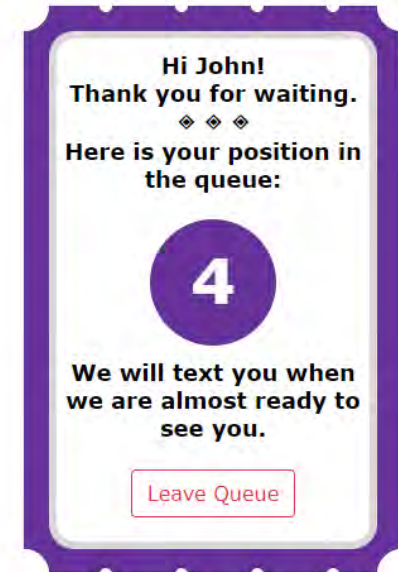 Hi John!
Thank you for waiting.
Here is your position in
the queue:
4
We will text you when
we are almost ready to
see you.
Leave Queue